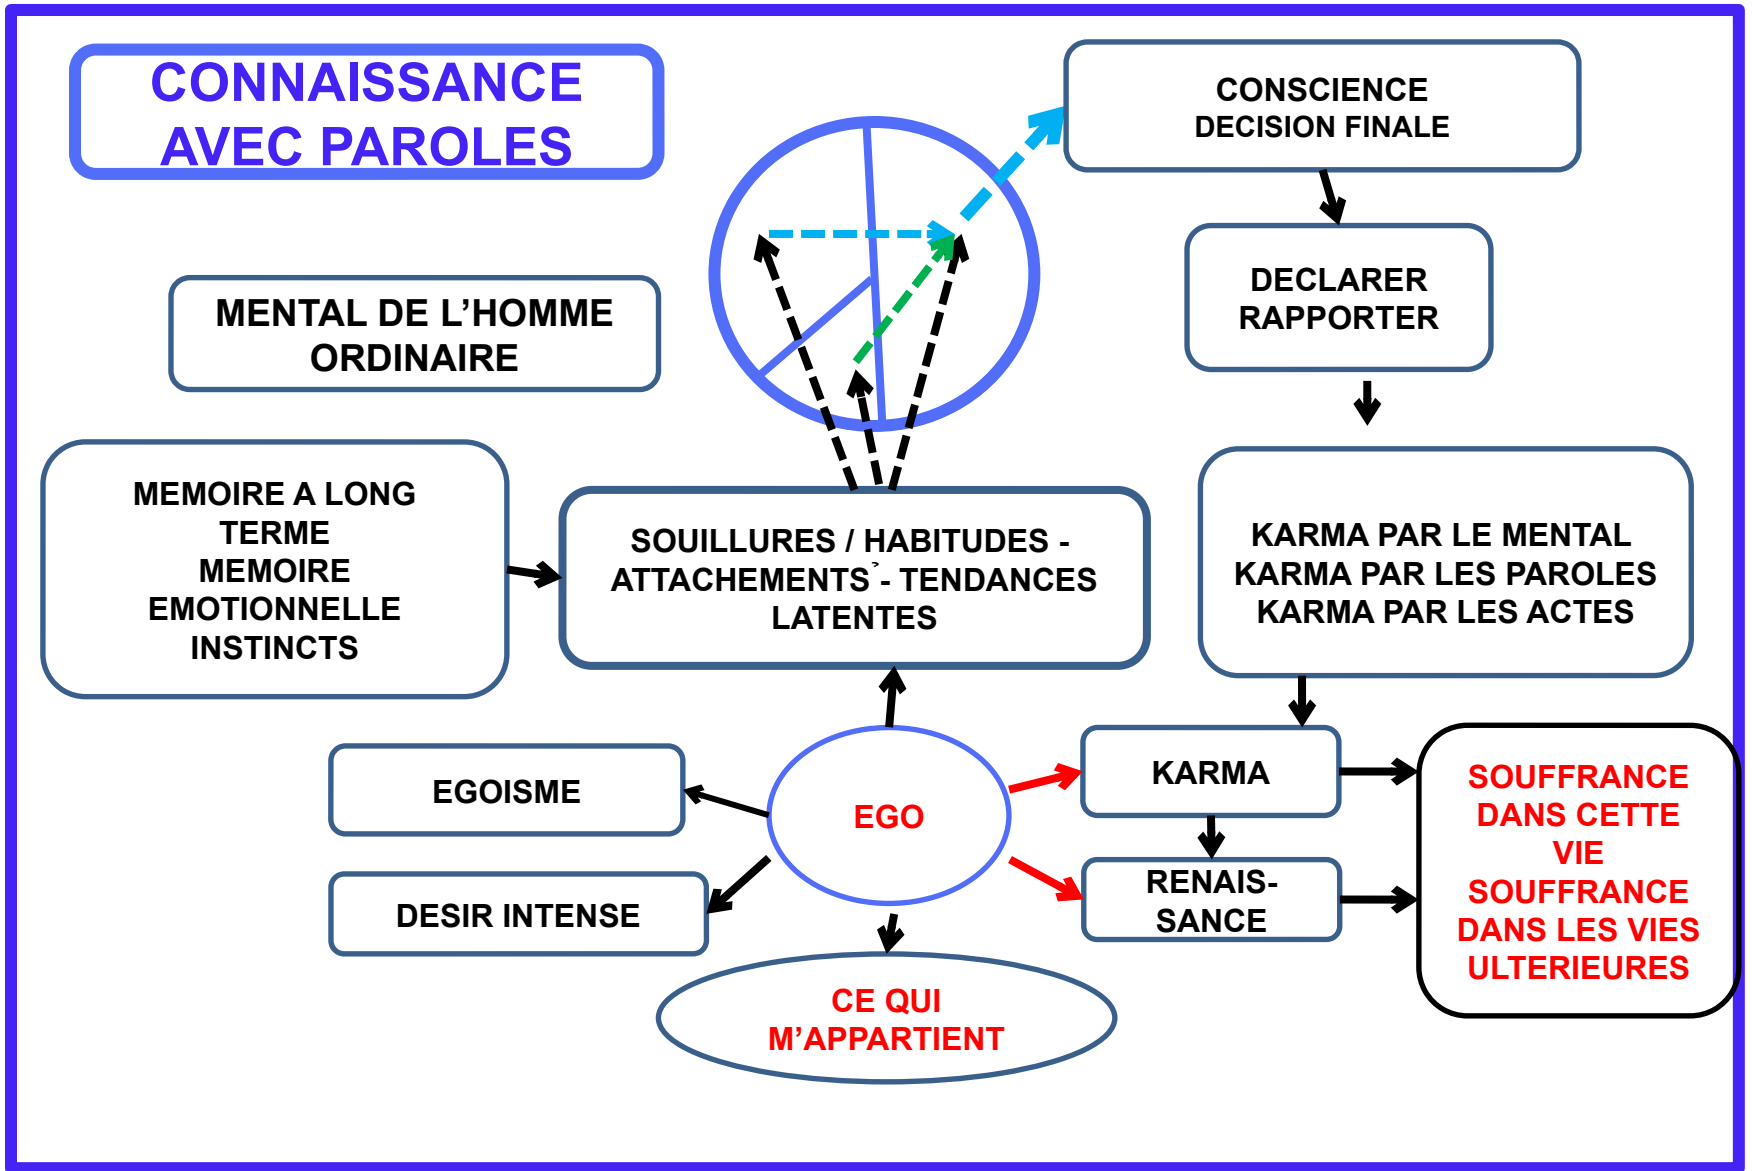 CONNAISSANCE
AVEC PAROLES
CONSCIENCE
DECISION FINALE
DECLARER
RAPPORTER
MENTAL DE L’HOMME
ORDINAIRE
MEMOIRE A LONG
TERME
MEMOIRE
EMOTIONNELLE
INSTINCTS
SOUILLURES / HABITUDES -
ATTACHEMENTS - TENDANCES
LATENTES
KARMA PAR LE MENTAL
KARMA PAR LES PAROLES
KARMA PAR LES ACTES
EGOISME
EGO
KARMA
DESIR INTENSE
RENAIS-
SANCE
SOUFFRANCE
DANS CETTE
VIE
SOUFFRANCE
DANS LES VIES
ULTERIEURES
CE QUI
M’APPARTIENT